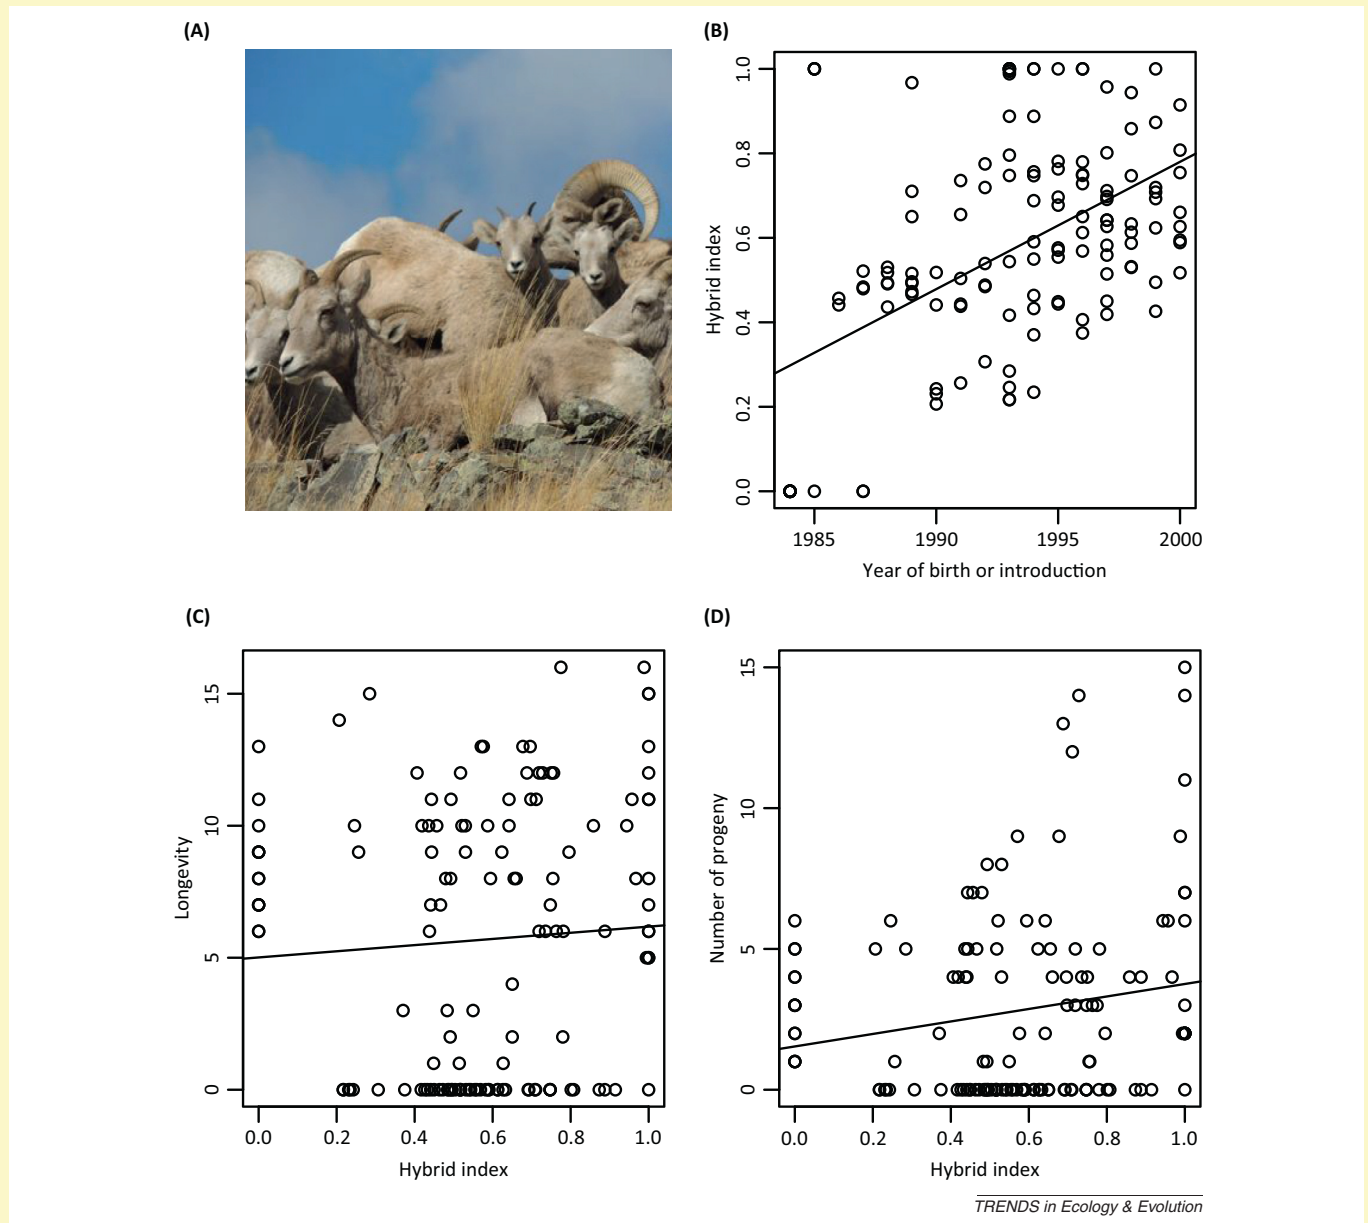 (A)
(B)
Hybrid index
0.0 0.2 0.4 0.6 0.8 1.0
1985 1990 1995 2000
Year of birth or introduction
(C)
Longevity
0 5 10 15
0.0 0.2 0.4 0.6 0.8 1.0
Hybrid index
(D)
Number of progeny
0 5 10 15
0.0 0.2 0.4 0.6 0.8 1.0
Hybrid index
TRENDS in Ecology & Evolution